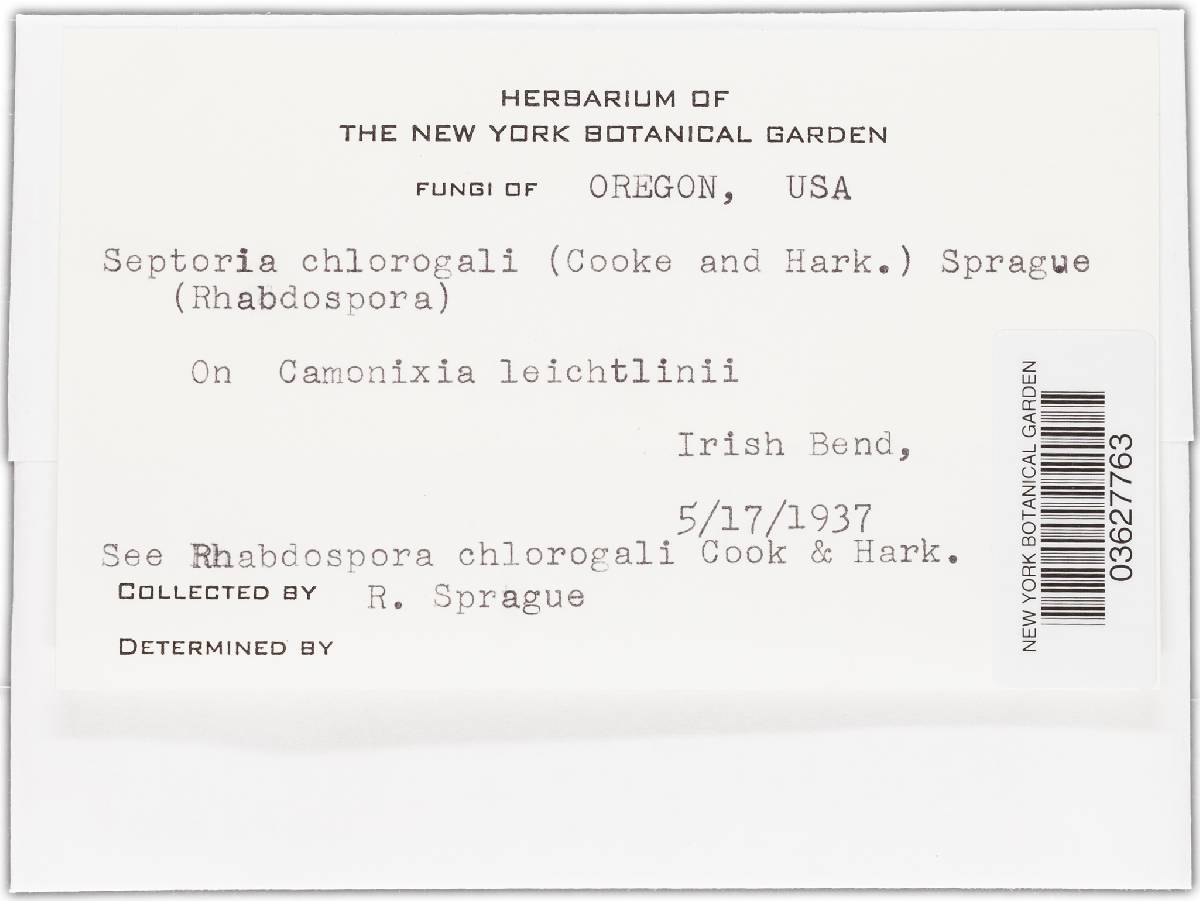 HERBARIUM OF
THE NEW YORK BOTANICAL GARDEN
FUNGI OF OREGON, USA
Septoria chlorogali (Cooke and Hark.) Sprague
(Rhabdospora)
On Camonixia leichtlinii
Irish Bend,
5/17/1937
See Rhabdospora chlorogali Cook & Hark.
COLLECTED BY R. Sprague
DETERMINED BY
NEW YORK BOTANICAL GARDEN
03627763